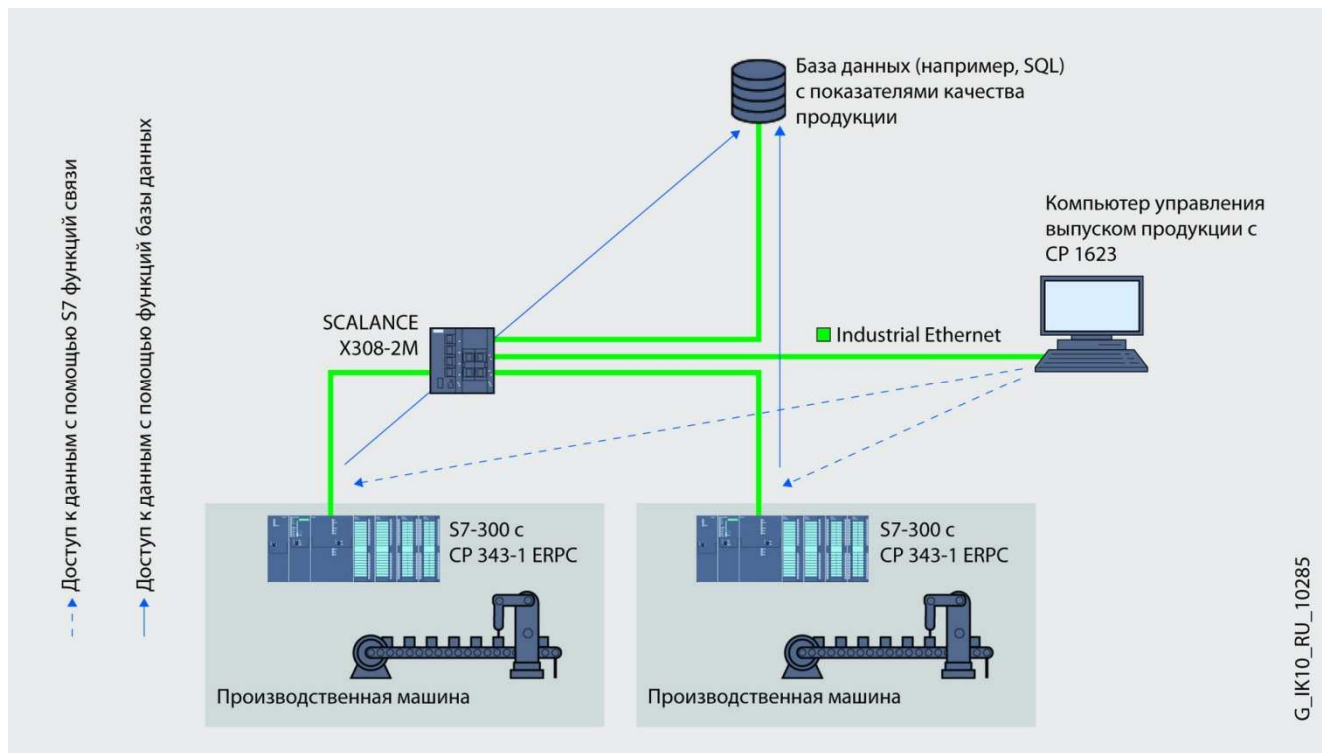 Доступ к данным с помощью S7 функций связи
Доступ к данным с помощью функций базы данных
База данных (например, SQL)
с показателями качества
продукции
Компьютер управления
выпуском продукции с
CP 1623
SCALANCE
X308-2M
Industrial Ethernet
S7-300 с
CP 343-1 ERPC
S7-300 с
CP 343-1 ERPC
Производственная машина
Производственная машина
G_IK10_RU_10285